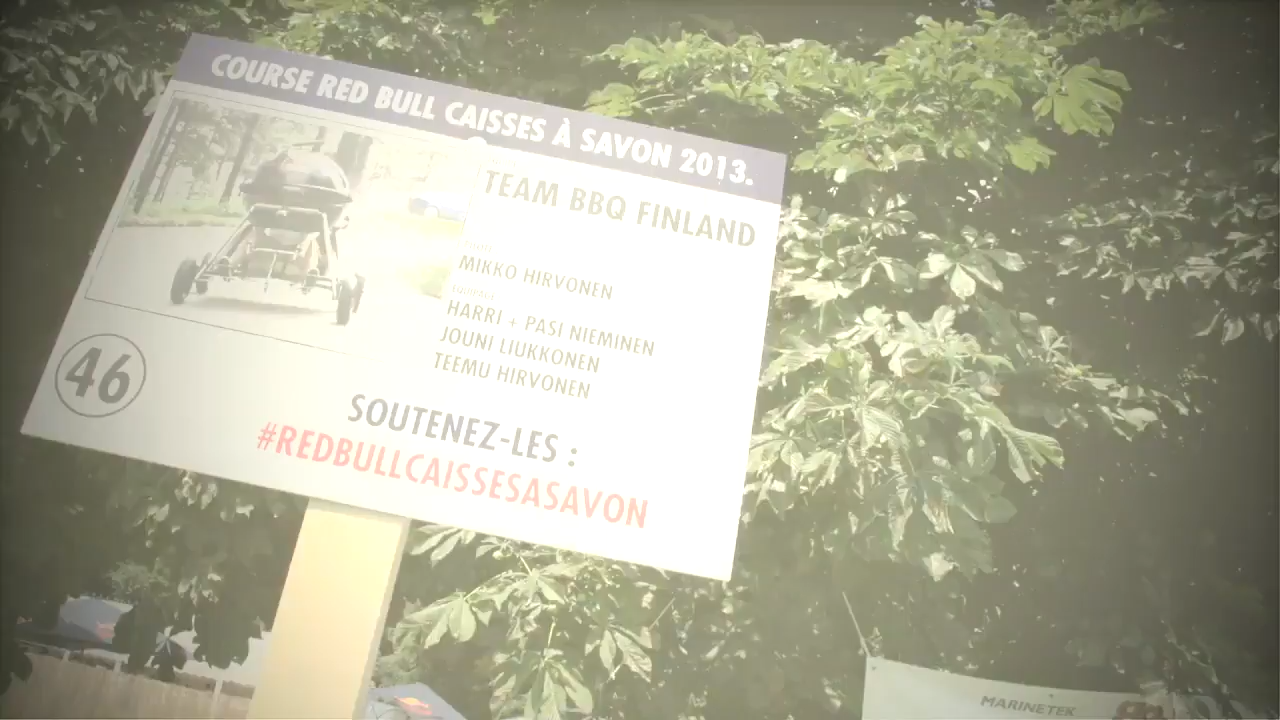 COURSE RED BULL CAISSES À SAVON 2013.
TEAM BBQ FINLAND
MIKKO HIRVONEN
HARRI + PASI NIEMINEN
JOUNI LIUKKONEN
TEEMU HIRVONEN
46
SOUTENEZ-LES :
#REDBULLCAISSESASAVON
MARINETEK